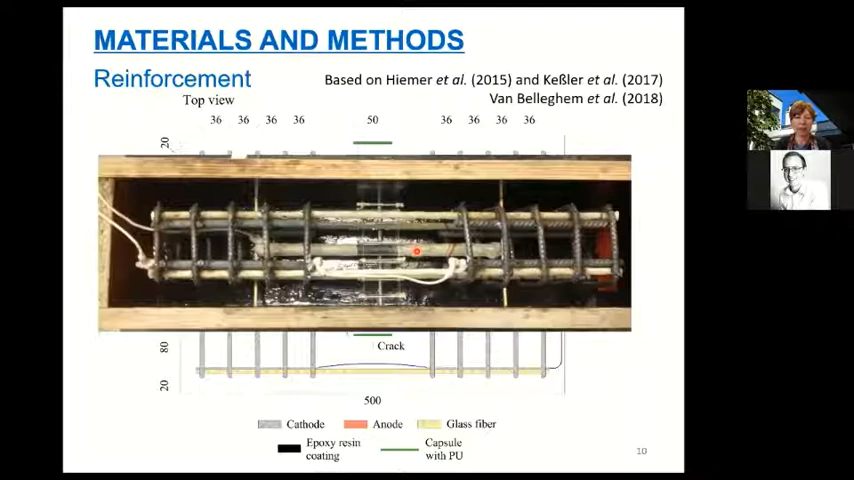 MATERIALS AND METHODS
Reinforcement
Based on Hiemer et al. (2015) and Keßler et al. (2017)
Van Belleghem et al. (2018)
Top view
36 36 36 36 50 36 36 36 36
20
Crack
80
20
500
Cathode Anode Glass fiber
Epoxy resin coating
Capsule with PU
10